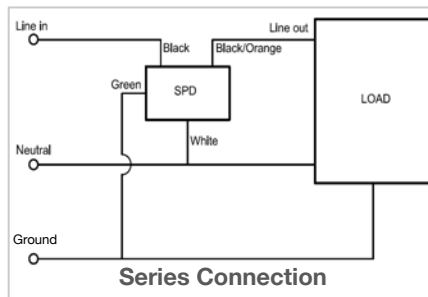 Line in
Line out
Black
Black/Orange
Green
SPD
LOAD
White
Neutral
Ground
Series Connection